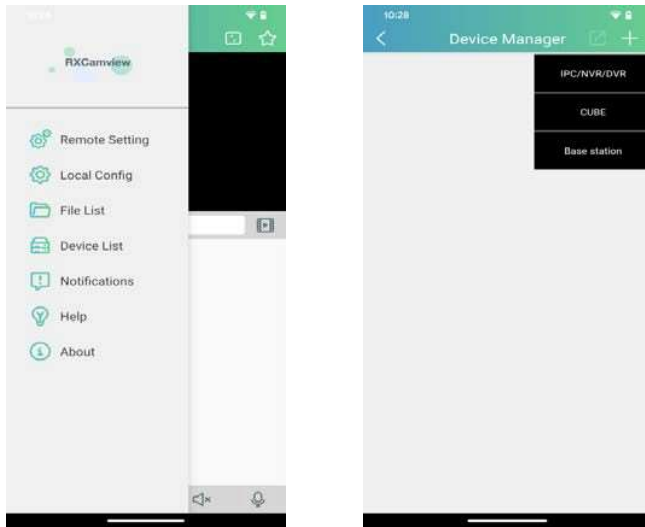 RXCamview
Remote Setting
Local Config
File List
Device List
Notifications
Help
About
10:28
Device Manager
IPC/NVR/DVR
CUBE
Base station